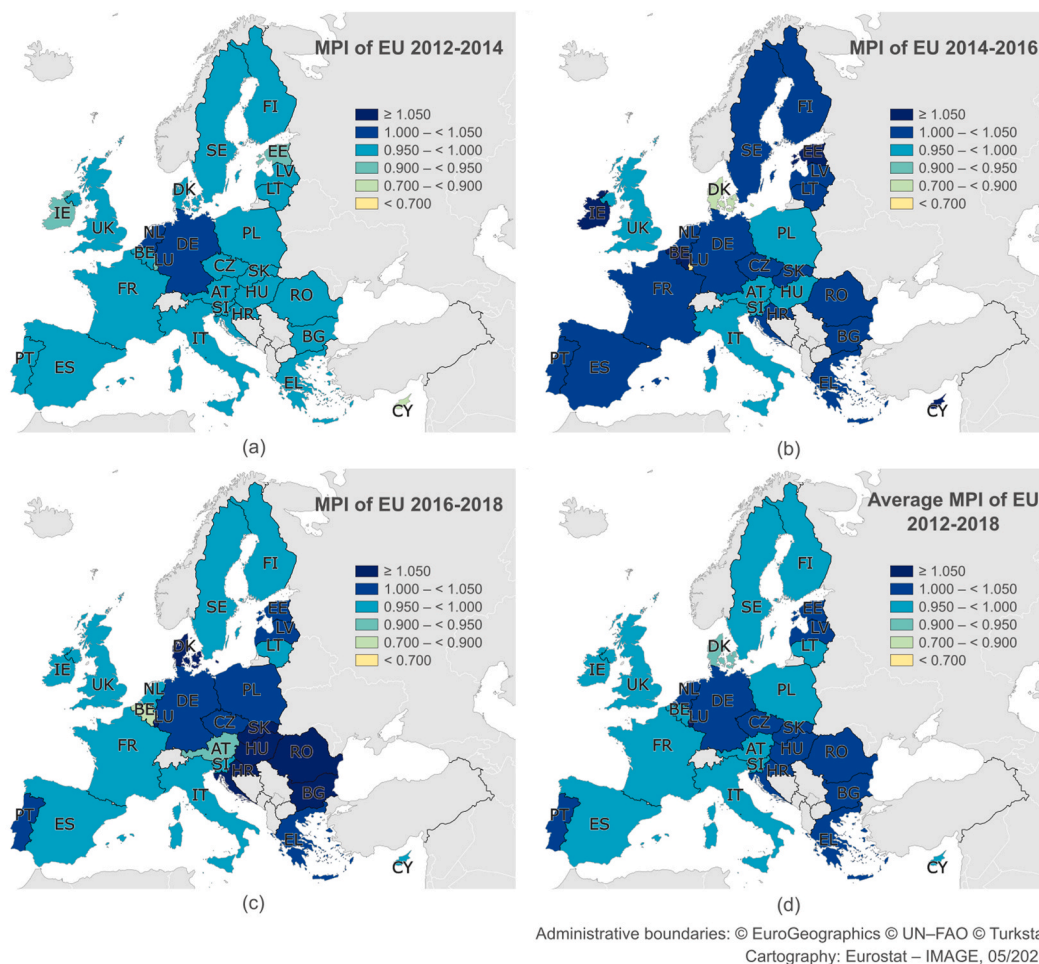 MPI of EU 2012-2014
≥ 1.050
1.000 – < 1.050
0.950 – < 1.000
0.900 – < 0.950
0.700 – < 0.900
< 0.700
FI
SE
EE
LV
LT
DK
IE
UK
NL
BE
LU
DE
PL
CZ
SK
FR
AT
HU
RO
SI
HR
IT
BG
PT
ES
EL
CY
(a)
MPI of EU 2014-2016
≥ 1.050
1.000 – < 1.050
0.950 – < 1.000
0.900 – < 0.950
0.700 – < 0.900
< 0.700
FI
SE
EE
LV
LT
DK
IE
UK
NL
BE
LU
DE
PL
CZ
SK
FR
AT
HU
RO
SI
HR
IT
BG
PT
ES
EL
CY
(b)
MPI of EU 2016-2018
≥ 1.050
1.000 – < 1.050
0.950 – < 1.000
0.900 – < 0.950
0.700 – < 0.900
< 0.700
FI
SE
EE
LV
LT
DK
IE
UK
NL
BE
LU
DE
PL
CZ
SK
FR
AT
HU
RO
SI
HR
IT
BG
PT
ES
EL
CY
(c)
Average MPI of EU
2012-2018
≥ 1.050
1.000 – < 1.050
0.950 – < 1.000
0.900 – < 0.950
0.700 – < 0.900
< 0.700
FI
SE
EE
LV
LT
DK
IE
UK
NL
BE
LU
DE
PL
CZ
SK
FR
AT
HU
RO
SI
HR
IT
BG
PT
ES
EL
CY
(d)
Administrative boundaries: © EuroGeographics © UN–FAO © Turksta
Cartography: Eurostat – IMAGE, 05/202